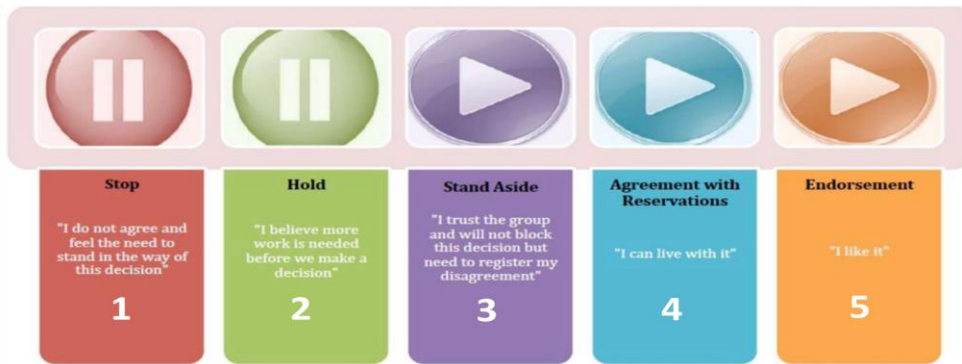 Stop
"I do not agree and
feel the need to
stand in the way of
this decision"
1
Hold
"I believe more
work is needed
before we make a
decision"
2
Stand Aside
"I trust the group
and will not block
this decision but
need to register my
disagreement"
3
Agreement with
Reservations
"I can live with it"
4
Endorsement
"I like it"
5